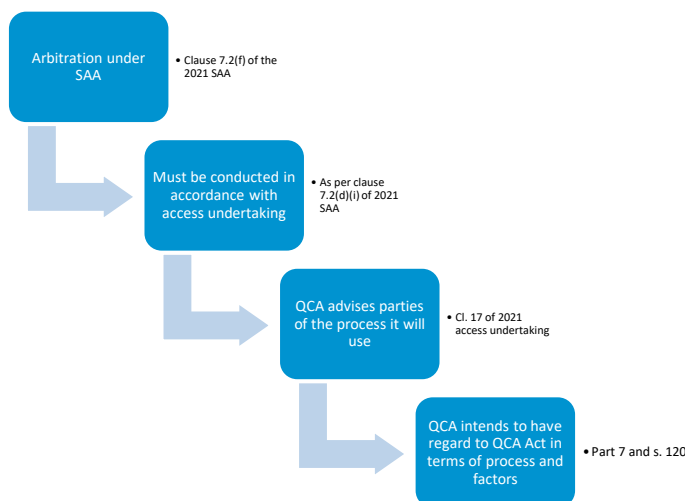 Arbitration under
SAA
• Clause 7.2(f) of the
2021 SAA
Must be conducted in
accordance with
access undertaking
• As per clause
7.2(d)(i) of 2021
SAA
QCA advises parties
of the process it will
use
• Cl. 17 of 2021
access undertaking
QCA intends to have
regard to QCA Act in
terms of process and
factors
• Part 7 and s. 120